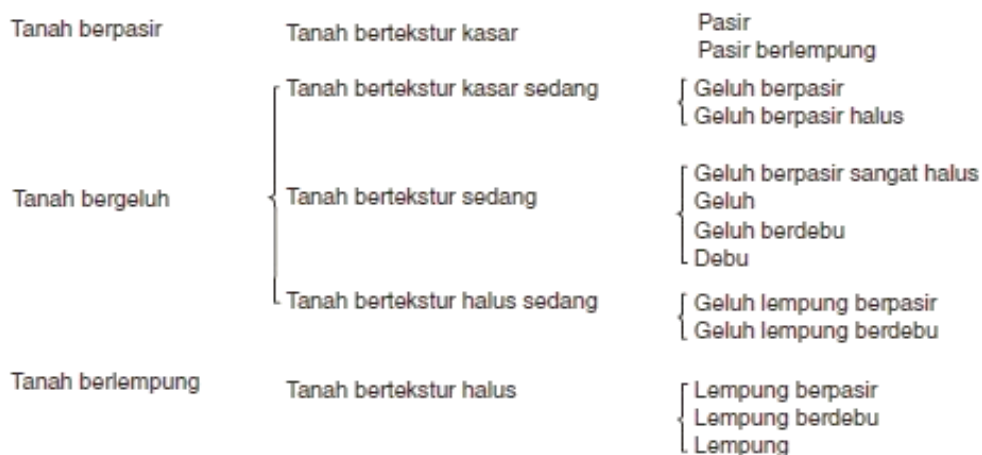 Tanah berpasir
Tanah bertekstur kasar
Pasir
Pasir berlempung
Tanah bergeluh
Tanah bertekstur kasar sedang
Geluh berpasir
Geluh berpasir halus
Tanah bertekstur sedang
Geluh berpasir sangat halus
Geluh
Geluh berdebu
Debu
Tanah bertekstur halus sedang
Geluh lempung berpasir
Geluh lempung berdebu
Tanah berlempung
Tanah bertekstur halus
Lempung berpasir
Lempung berdebu
Lempung